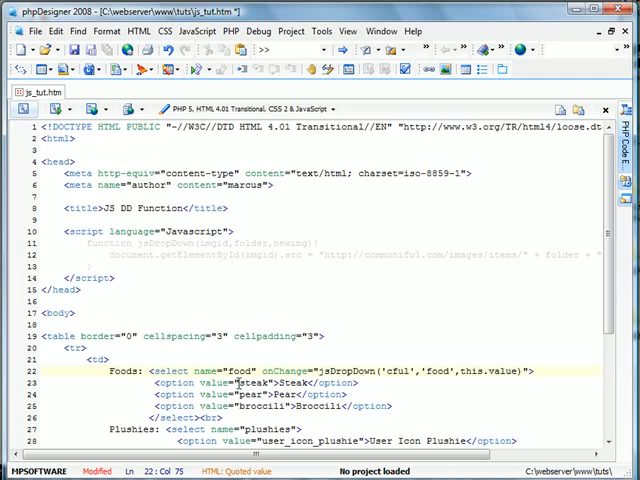 phpDesigner 2008 - [C:\webserver\www\tuts\js_tut.htm *]
File Edit Find Format HTML CSS JavaScript PHP Debug Project Tools View Window
js_tut.htm
PHP 5, HTML 4.01 Transitional, CSS 2 & JavaScript
1 <!DOCTYPE HTML PUBLIC "-//W3C//DTD HTML 4.01 Transitional//EN" "http://www.w3.org/TR/html4/loose.dt
2 <html>
3
4 <head>
5 <meta http-equiv="content-type" content="text/html; charset=iso-8859-1">
6 <meta name="author" content="marcus">
7
8 <title>JS DD Function</title>
9
10 <script language="Javascript">
11 function jsDropDown(imgid,folder,newimg){
12 document.getElementById(imgid).src = "http://communiful.com/images/items/" + folder + "
13 }
14 </script>
15 </head>
16
17 <body>
18
19 <table border="0" cellspacing="3" cellpadding="3">
20 <tr>
21 <td>
22 Foods: <select name="food" onChange="jsDropDown('cful','food',this.value)">
23 <option value="steak">Steak</option>
24 <option value="pear">Pear</option>
25 <option value="broccili">Broccili</option>
26 </select><br>
27 Plushies: <select name="plushies">
28 <option value="user_icon_plushie">User Icon Plushie</option>
PHP Code E
MPSOFTWARE Modified Ln 22 : Col 75 HTML: Quoted value No project loaded C:\webserver\www\tuts